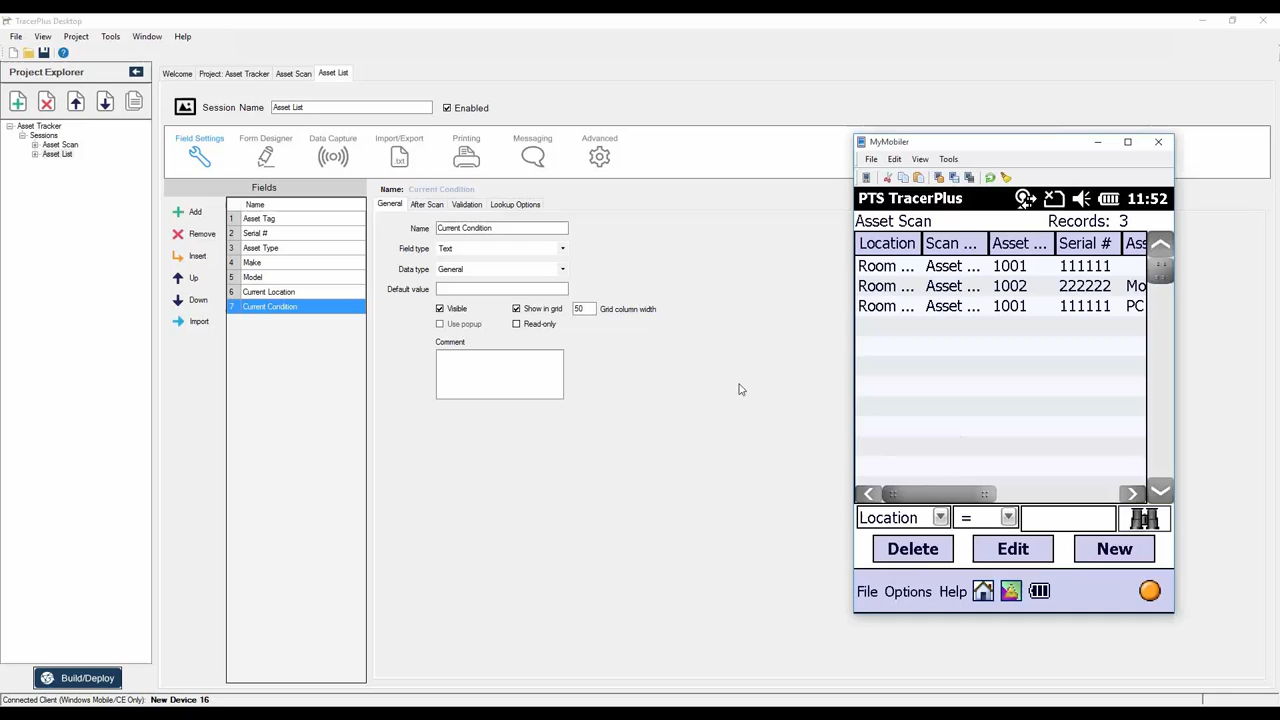 TracerPlus Desktop
File View Project Tools Window Help
Project Explorer
Asset Tracker
Sessions
Asset Scan
Asset List
Build/Deploy
Connected Client (Windows Mobile/CE Only): New Device 16
Welcome Project: Asset Tracker Asset Scan Asset List
Session Name Asset List Enabled
Field Settings Form Designer Data Capture Import/Export Printing Messaging Advanced
.txt
Fields
Add
Remove
Insert
Up
Down
Import
Name
1 Asset Tag
2 Serial #
3 Asset Type
4 Make
5 Model
6 Current Location
7 Current Condition
Name: Current Condition
General After Scan Validation Lookup Options
Name Current Condition
Field type Text
Data type General
Default value
Visible Show in grid 50 Grid column width
Use popup Read-only
Comment
MyMobiler
File Edit View Tools
PTS TracerPlus 11:52
Asset Scan Records: 3
Location Scan ... Asset ... Serial # Ass
Room ... Asset ... 1001 111111
Room ... Asset ... 1002 222222 Mo
Room ... Asset ... 1001 111111 PC
Location =
Delete Edit New
File Options Help